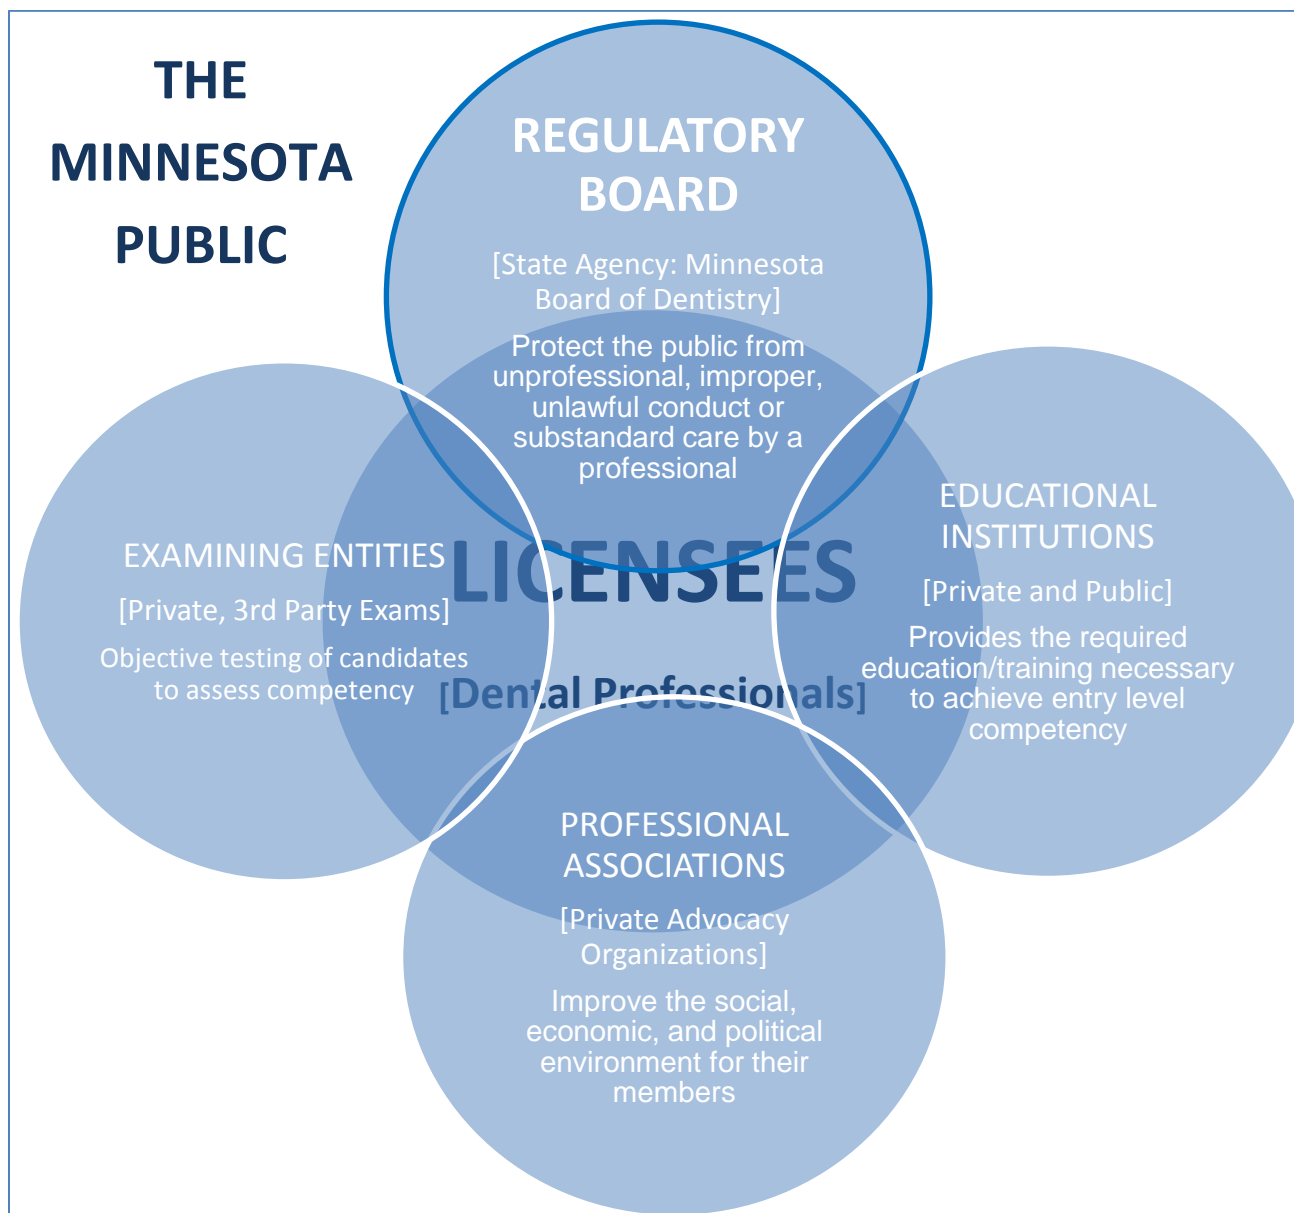 THE
MINNESOTA
PUBLIC
REGULATORY
BOARD
[State Agency: Minnesota
Board of Dentistry]
Protect the public from
unprofessional, improper,
unlawful conduct or
substandard care by a
professional
EXAMINING ENTITIES
[Private, 3rd Party Exams]
Objective testing of candidates
to assess competency
LICENSEES
[Dental Professionals]
EDUCATIONAL
INSTITUTIONS
[Private and Public]
Provides the required
education/training necessary
to achieve entry level
competency
PROFESSIONAL
ASSOCIATIONS
[Private Advocacy
Organizations]
Improve the social,
economic, and political
environment for their
members